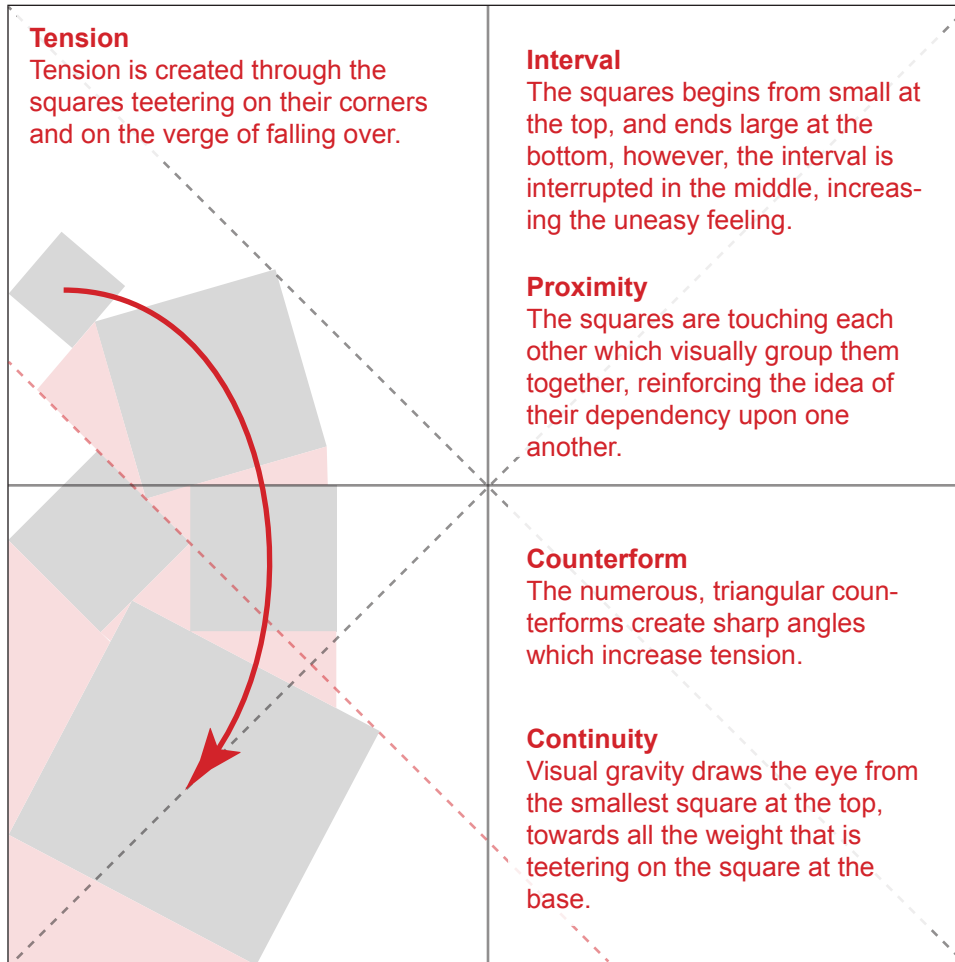 Tension
Tension is created through the
squares teetering on their corners
and on the verge of falling over.
Interval
The squares begins from small at
the top, and ends large at the
bottom, however, the interval is
interrupted in the middle, increas-
ing the uneasy feeling.
Proximity
The squares are touching each
other which visually group them
together, reinforcing the idea of
their dependency upon one
another.
Counterform
The numerous, triangular coun-
terforms create sharp angles
which increase tension.
Continuity
Visual gravity draws the eye from
the smallest square at the top,
towards all the weight that is
teetering on the square at the
base.